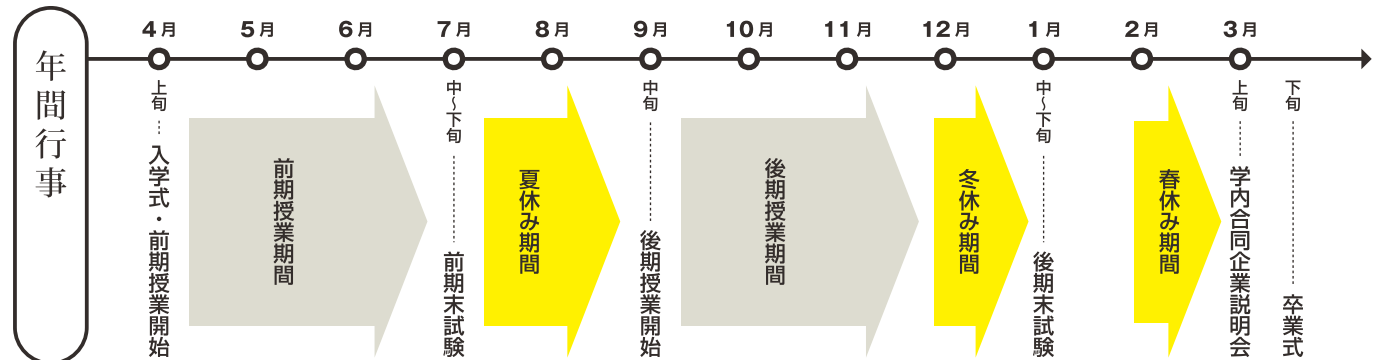 年間行事
4月
5月
6月
7月
8月
9月
10月
11月
12月
1月
2月
3月
上旬
入学式・前期授業開始
前期授業期間
中〜下旬
前期末試験
夏休み期間
中旬
後期授業開始
後期授業期間
冬休み期間
中〜下旬
後期末試験
春休み期間
上旬
学内合同企業説明会
下旬
卒業式